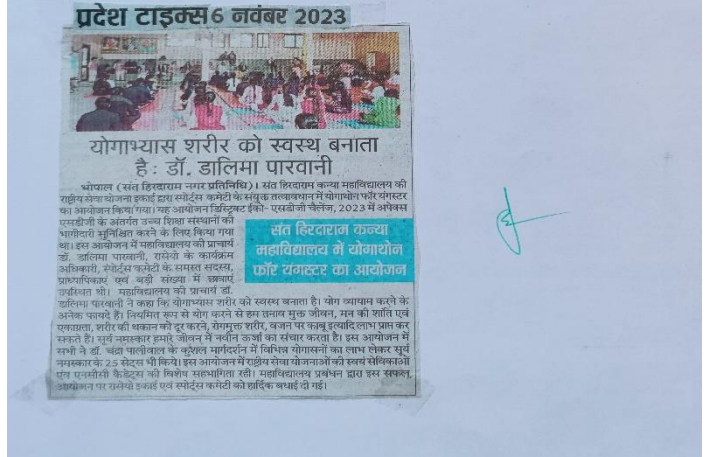 प्रदेश टाइम्स 6 नवंबर 2023
योगाभ्यास शरीर को स्वस्थ बनाता
है: डॉ. डालिमा पारवानी
भोपाल (संत हिरदाराम नगर प्रतिनिधि)। संत हिरदाराम कन्या महाविद्यालय की
राष्ट्रीय सेवा योजना इकाई द्वारा स्पोर्ट्स कमेटी के संयुक्त तत्वावधान में योगाथोन फॉर यंगस्टर
का आयोजन किया गया। यह आयोजन डिस्ट्रिक्ट ईको- एसडीजी चैलेंज, 2023 में अपेक्स
एसडीजी के अंतर्गत उच्च शिक्षा संस्थानों की
भागीदारी सुनिश्चित करने के लिए किया गया
था। इस आयोजन में महाविद्यालय की प्राचार्य
डॉ. डालिमा पारवानी, रासेयो के कार्यक्रम
अधिकारी, स्पोर्ट्स कमेटी के समस्त सदस्य,
प्राध्यापिकाएं एवं बड़ी संख्या में छात्राएं
उपस्थित थी। महाविद्यालय की प्राचार्य डॉ.
संत हिरदाराम कन्या
महाविद्यालय में योगाथोन
फॉर यंगस्टर का आयोजन
डालिमा पारवानी ने कहा कि योगाभ्यास शरीर को स्वस्थ बनाता है। योग व्यायाम करने के
अनेक फायदे हैं। नियमित रूप से योग करने से हम तनाव मुक्त जीवन, मन की शांति एवं
एकाग्रता, शरीर की थकान को दूर करने, रोगमुक्त शरीर, वजन पर काबू इत्यादि लाभ प्राप्त कर
सकते हैं। सूर्य नमस्कार हमारे जीवन में नवीन ऊर्जा का संचार करता है। इस आयोजन में
सभी ने डॉ. चंद्रा पालीवाल के कुशल मार्गदर्शन में विभिन्न योगासनों का लाभ लेकर सूर्य
नमस्कार के 25 सेट्स भी किये। इस आयोजन में राष्ट्रीय सेवा योजनाओं की स्वयं सेविकाओं
एवं एनसीसी कैडेट्स की विशेष सहभागिता रही। महाविद्यालय प्रबंधन द्वारा इस सफल
आयोजन पर रासेयो इकाई एवं स्पोर्ट्स कमेटी को हार्दिक बधाई दी गई।